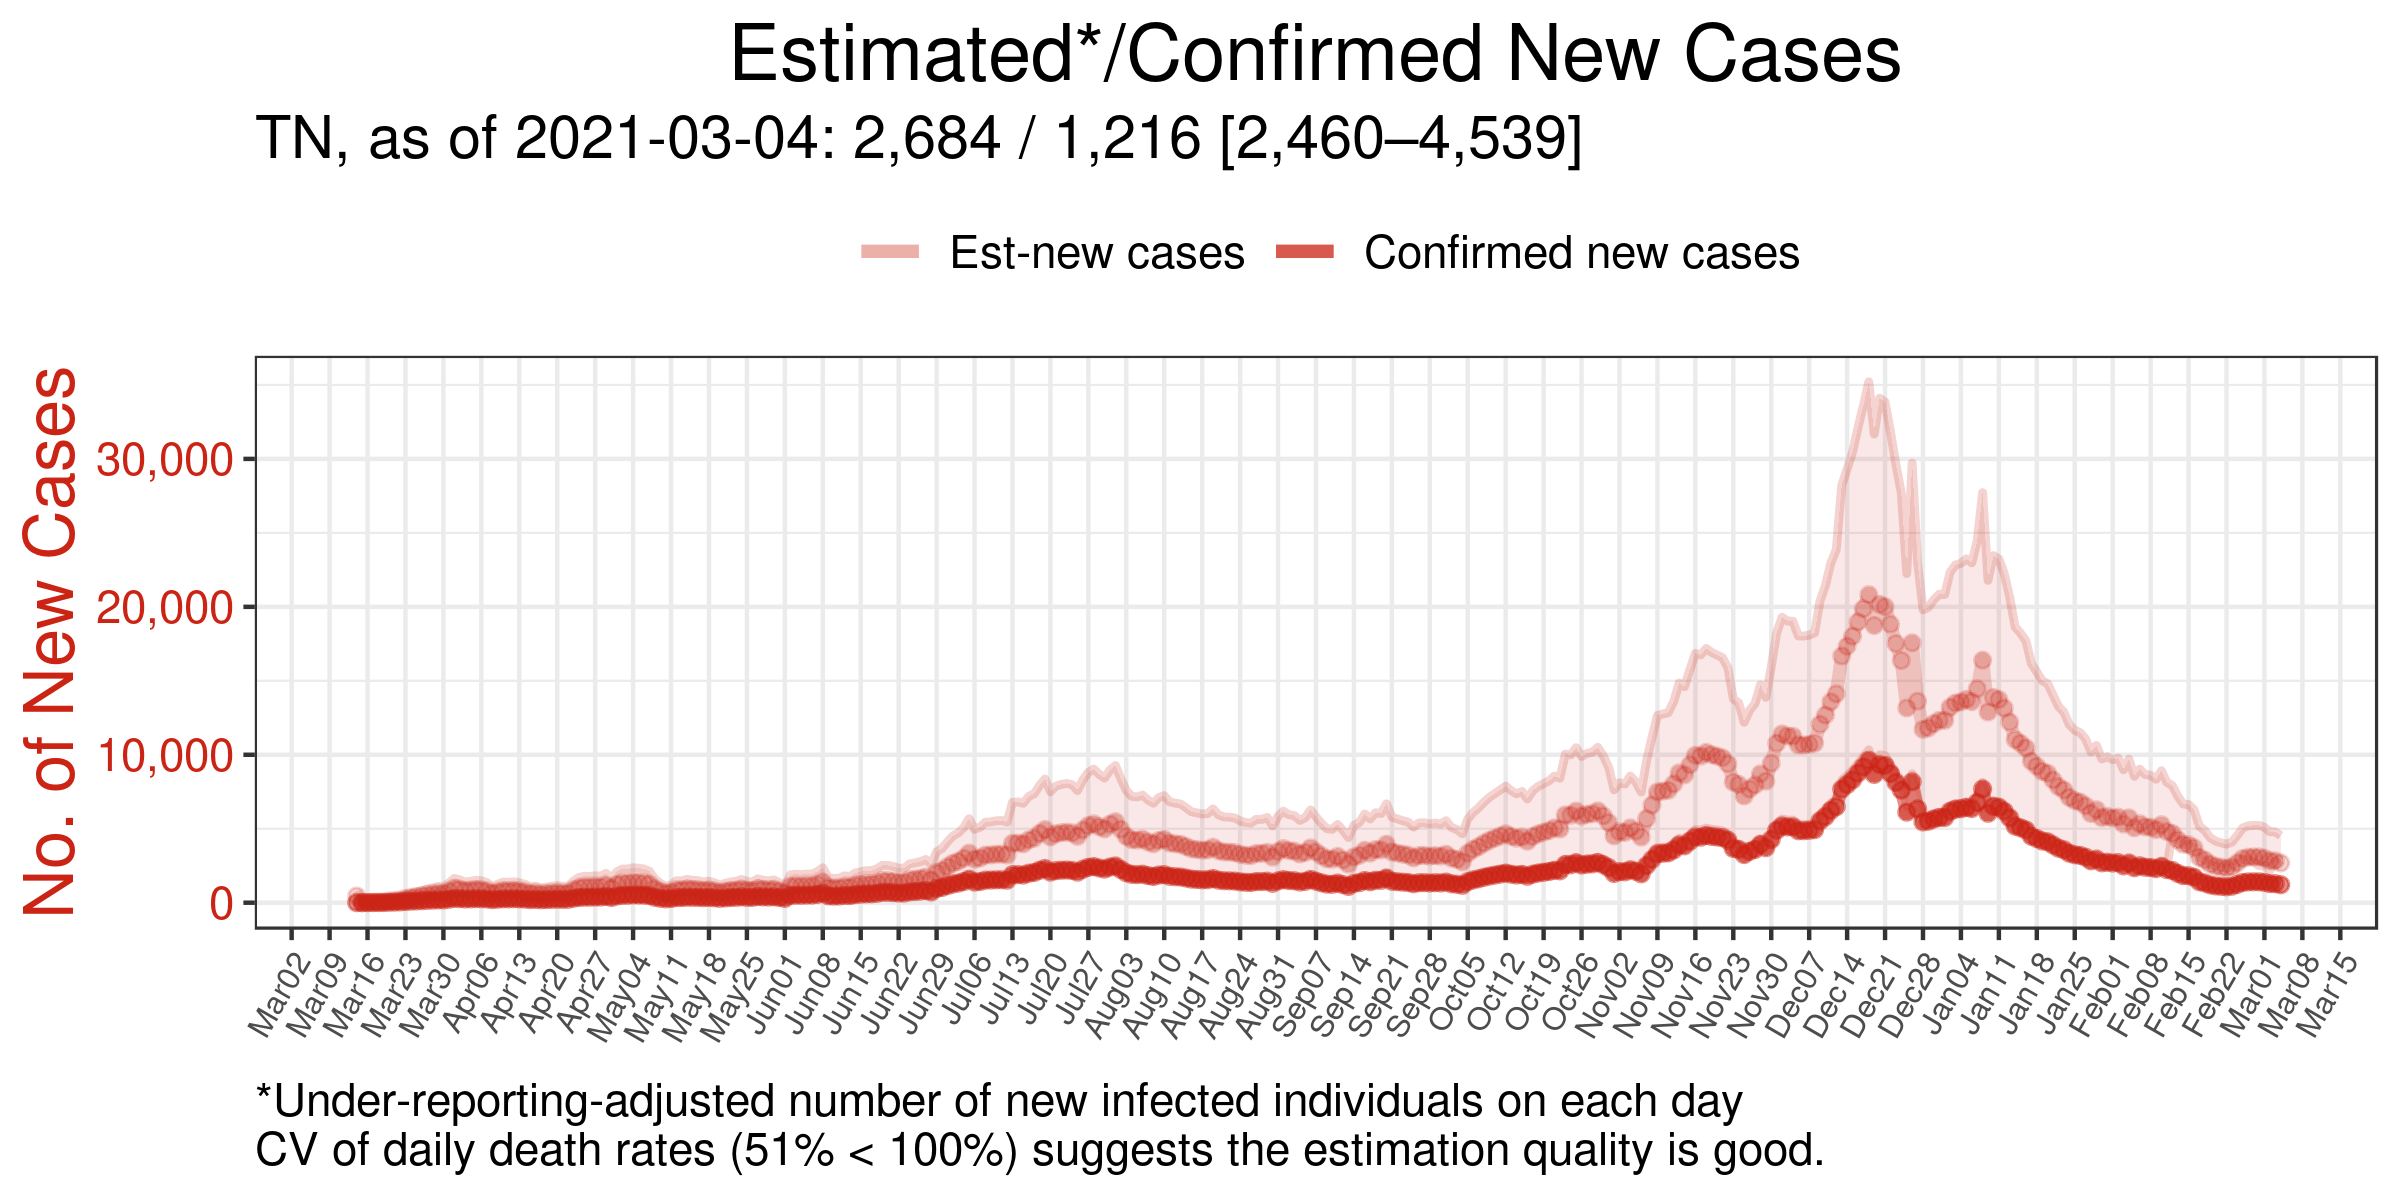 Estimated*/Confirmed New Cases
TN, as of 2021-03-04: 2,684 / 1,216 [2,460–4,539]
Est-new cases Confirmed new cases
No. of New Cases
30,000
20,000
10,000
0
Mar02 Mar09 Mar16 Mar23 Mar30 Apr06 Apr13 Apr20 Apr27 May04 May11 May18 May25 Jun01 Jun08 Jun15 Jun22 Jun29 Jul06 Jul13 Jul20 Jul27 Aug03 Aug10 Aug17 Aug24 Aug31 Sep07 Sep14 Sep21 Sep28 Oct05 Oct12 Oct19 Oct26 Nov02 Nov09 Nov16 Nov23 Nov30 Dec07 Dec14 Dec21 Dec28 Jan04 Jan11 Jan18 Jan25 Feb01 Feb08 Feb15 Feb22 Mar01 Mar08 Mar15
*Under-reporting-adjusted number of new infected individuals on each day
CV of daily death rates (51% < 100%) suggests the estimation quality is good.